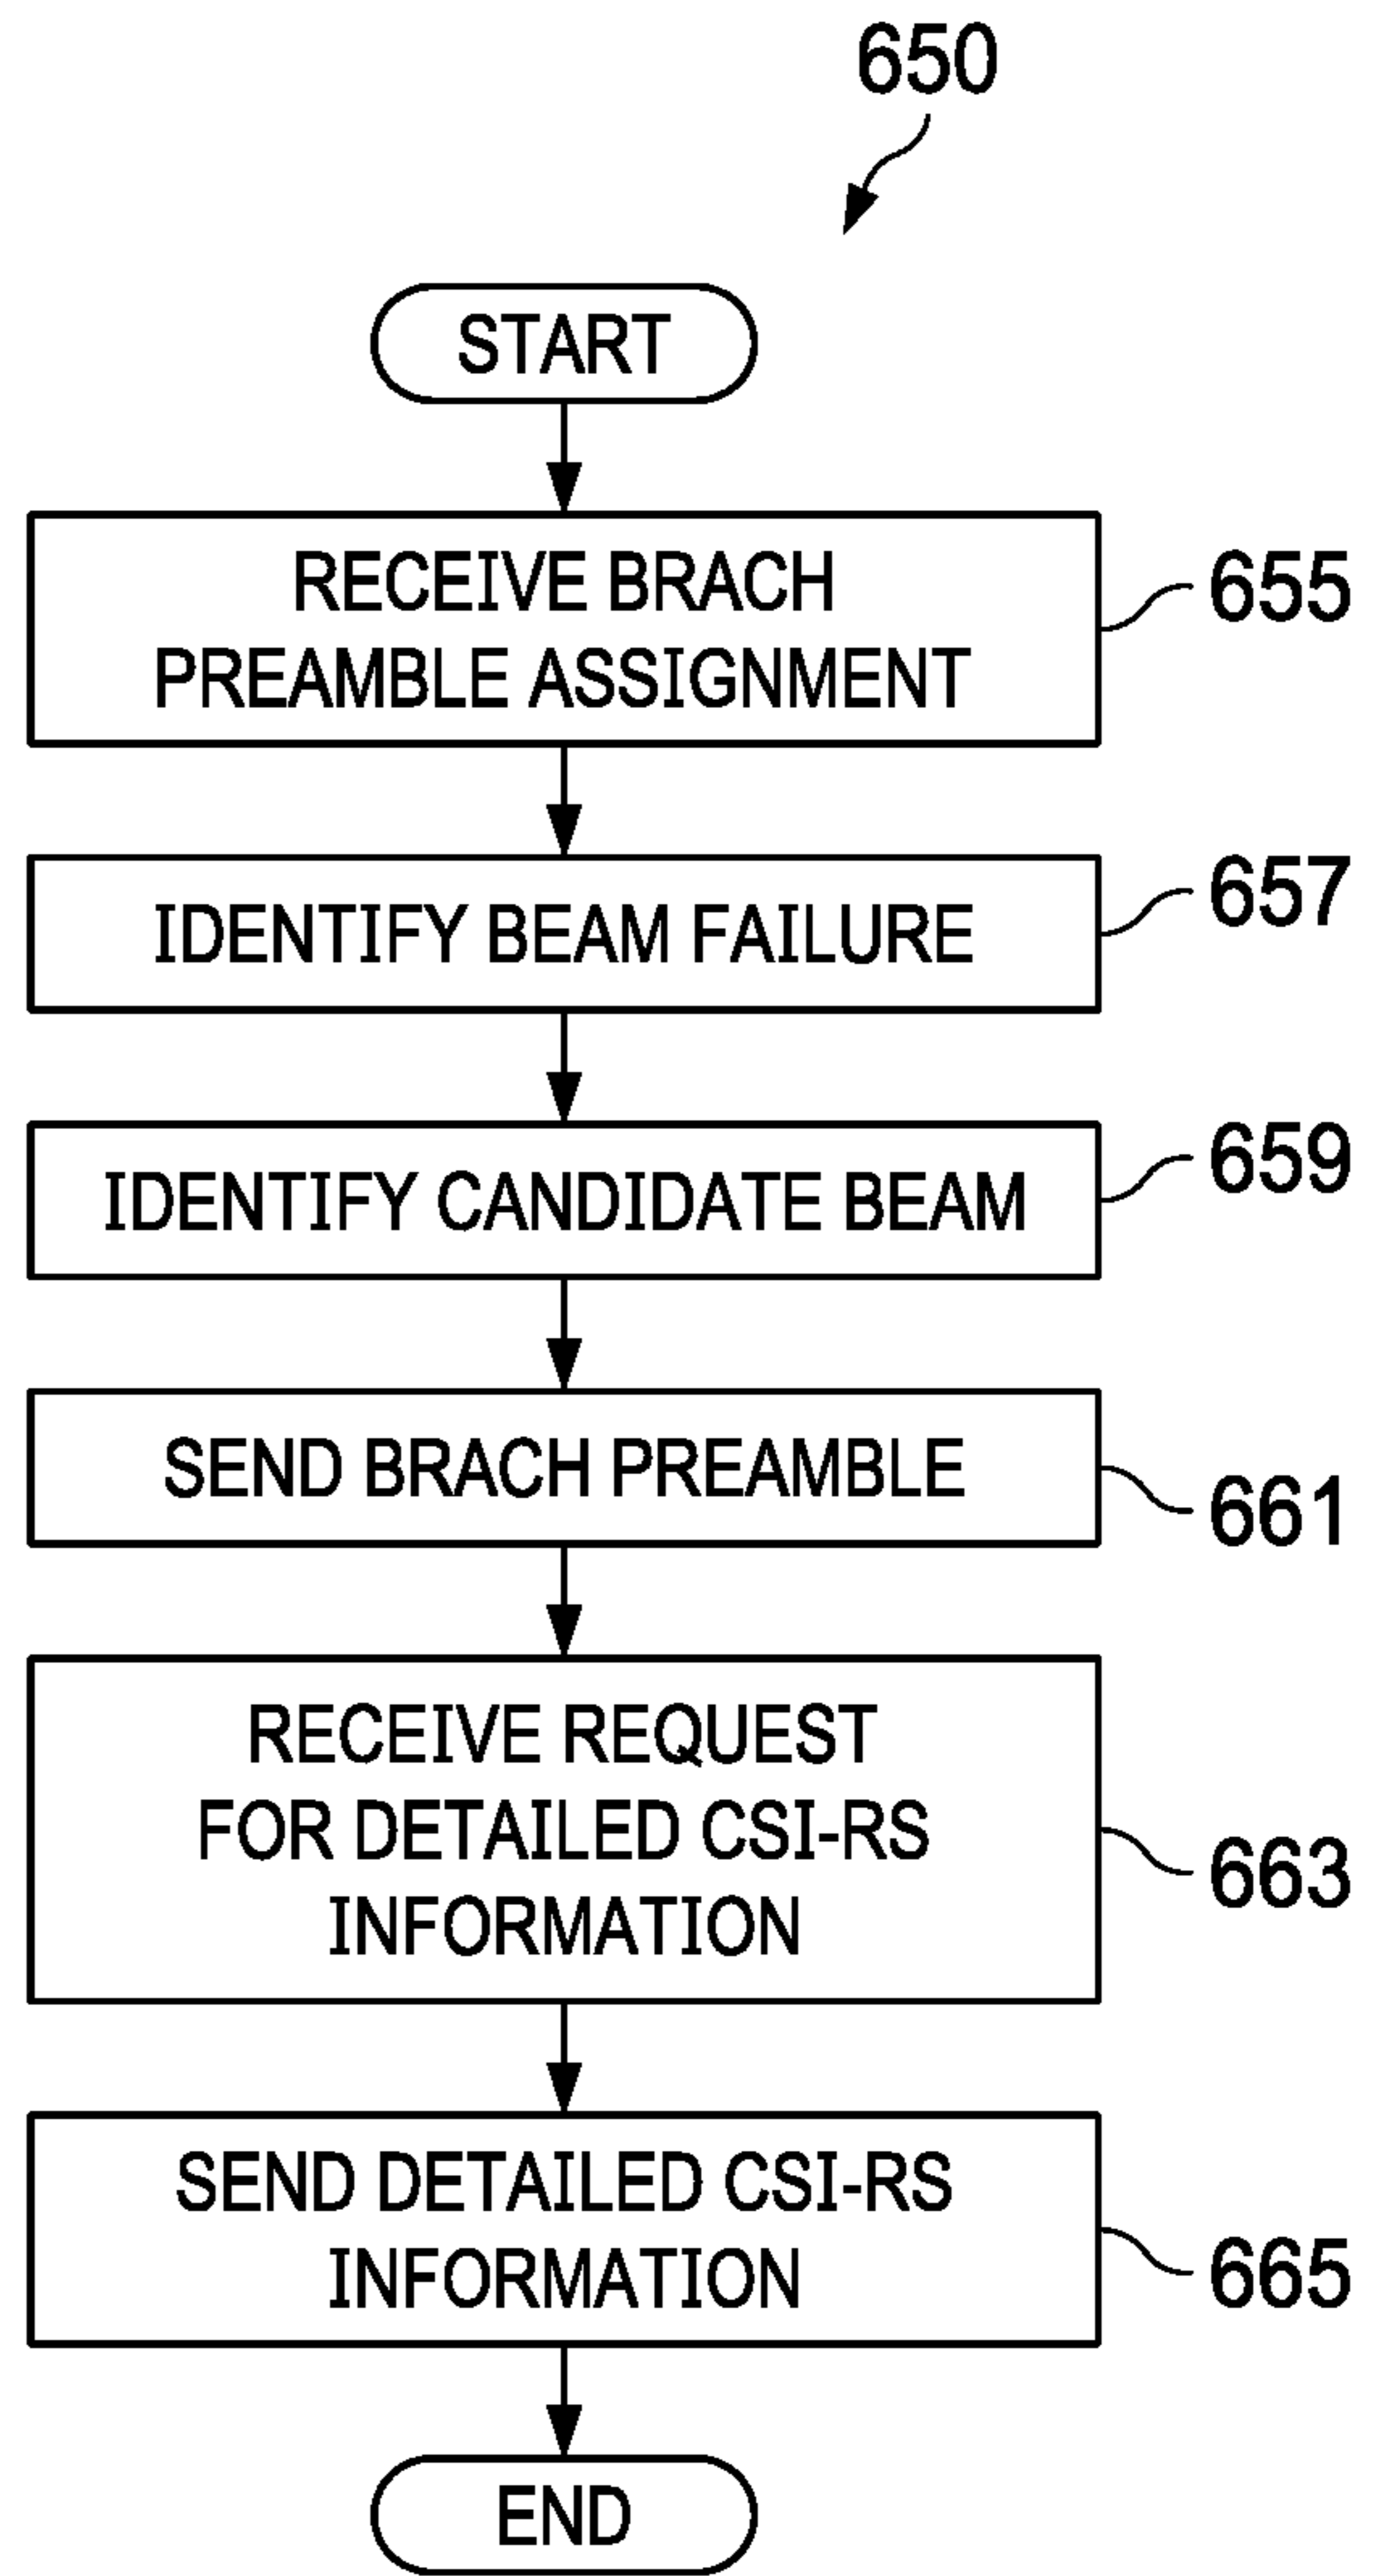 650
START
RECEIVE BRACH
PREAMBLE ASSIGNMENT
655
IDENTIFY BEAM FAILURE
657
IDENTIFY CANDIDATE BEAM
659
SEND BRACH PREAMBLE
661
RECEIVE REQUEST
FOR DETAILED CSI-RS
INFORMATION
663
SEND DETAILED CSI-RS
INFORMATION
665
END